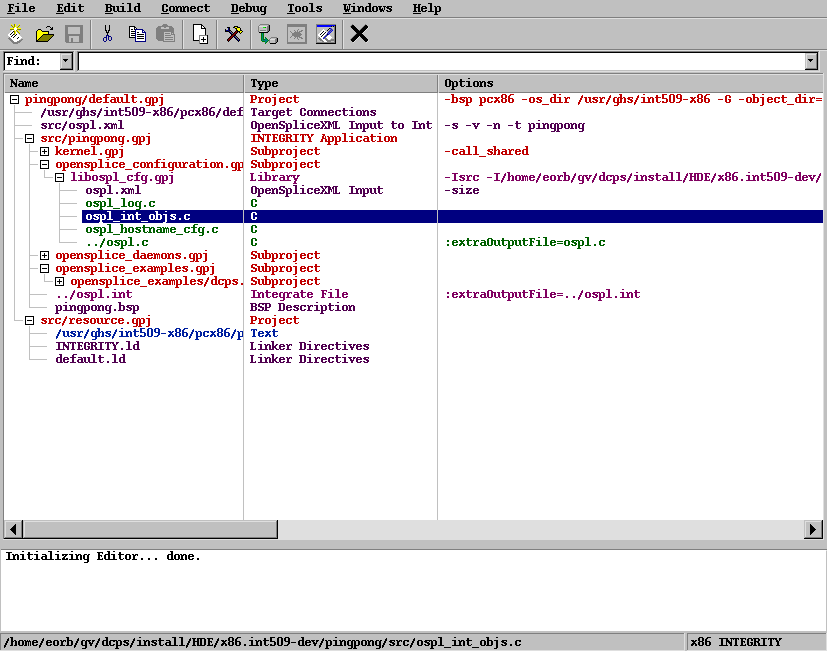 File Edit Build Connect Debug Tools Windows Help
Find:
Name Type Options
pingpong/default.gpj Project -bsp pcx86 -os_dir /usr/ghs/int509-x86 -G -object_dir=
/usr/ghs/int509-x86/pcx86/def Target Connections
src/ospl.xml OpenSpliceXML Input to Int -s -v -n -t pingpong
src/pingpong.gpj INTEGRITY Application
kernel.gpj Subproject -call_shared
opensplice_configuration.gp Subproject
libospl_cfg.gpj Library -Isrc -I/home/eorb/gv/dcps/install/HDE/x86.int509-dev/
ospl.xml OpenSpliceXML Input -size
ospl_log.c C
ospl_int_objs.c C
ospl_hostname_cfg.c C
../ospl.c C :extraOutputFile=ospl.c
opensplice_daemons.gpj Subproject
opensplice_examples.gpj Subproject
opensplice_examples/dcps. Subproject
../ospl.int Integrate File :extraOutputFile=../ospl.int
pingpong.bsp BSP Description
src/resource.gpj Project
/usr/ghs/int509-x86/pcx86/p Text
INTEGRITY.ld Linker Directives
default.ld Linker Directives
Initializing Editor... done.
/home/eorb/gv/dcps/install/HDE/x86.int509-dev/pingpong/src/ospl_int_objs.c x86 INTEGRITY